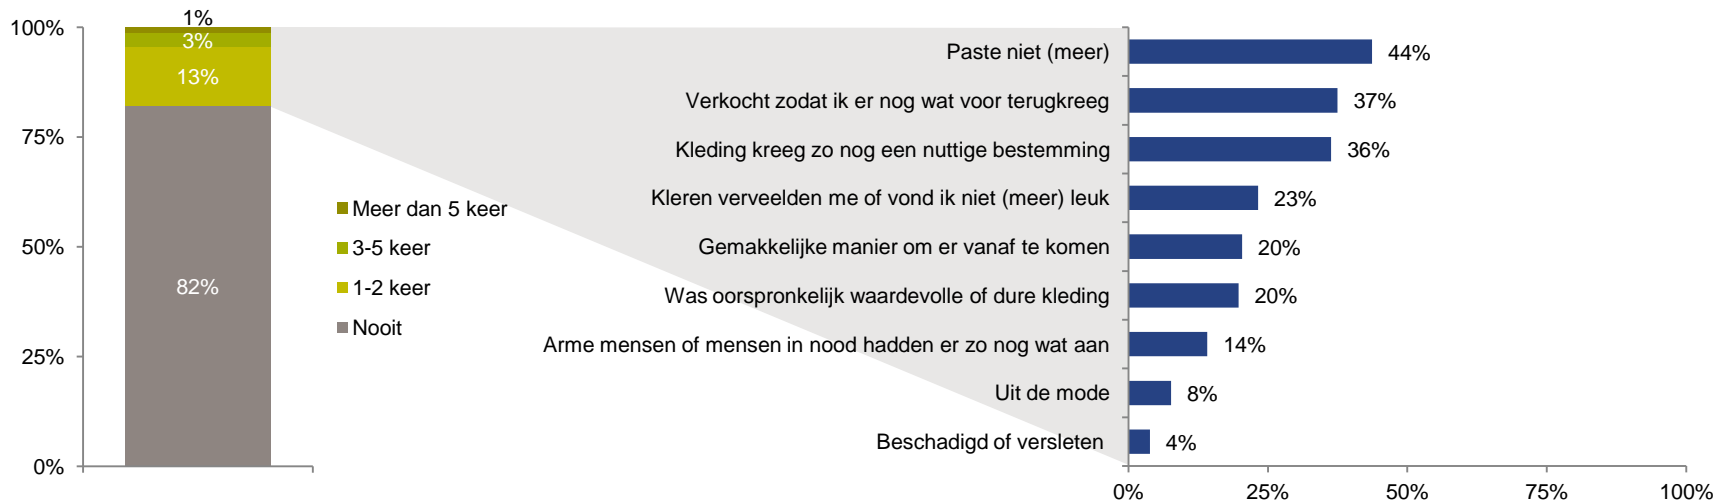 1%
100%
75%
50%
25%
0%
3%
13%
82%
Meer dan 5 keer
3-5 keer
1-2 keer
Nooit
Paste niet (meer) 44%
Verkocht zodat ik er nog wat voor terugkreeg 37%
Kleding kreeg zo nog een nuttige bestemming 36%
Kleren verveelden me of vond ik niet (meer) leuk 23%
Gemakkelijke manier om er vanaf te komen 20%
Was oorspronkelijk waardevolle of dure kleding 20%
Arme mensen of mensen in nood hadden er zo nog wat aan 14%
Uit de mode 8%
Beschadigd of versleten 4%
0% 25% 50% 75% 100%